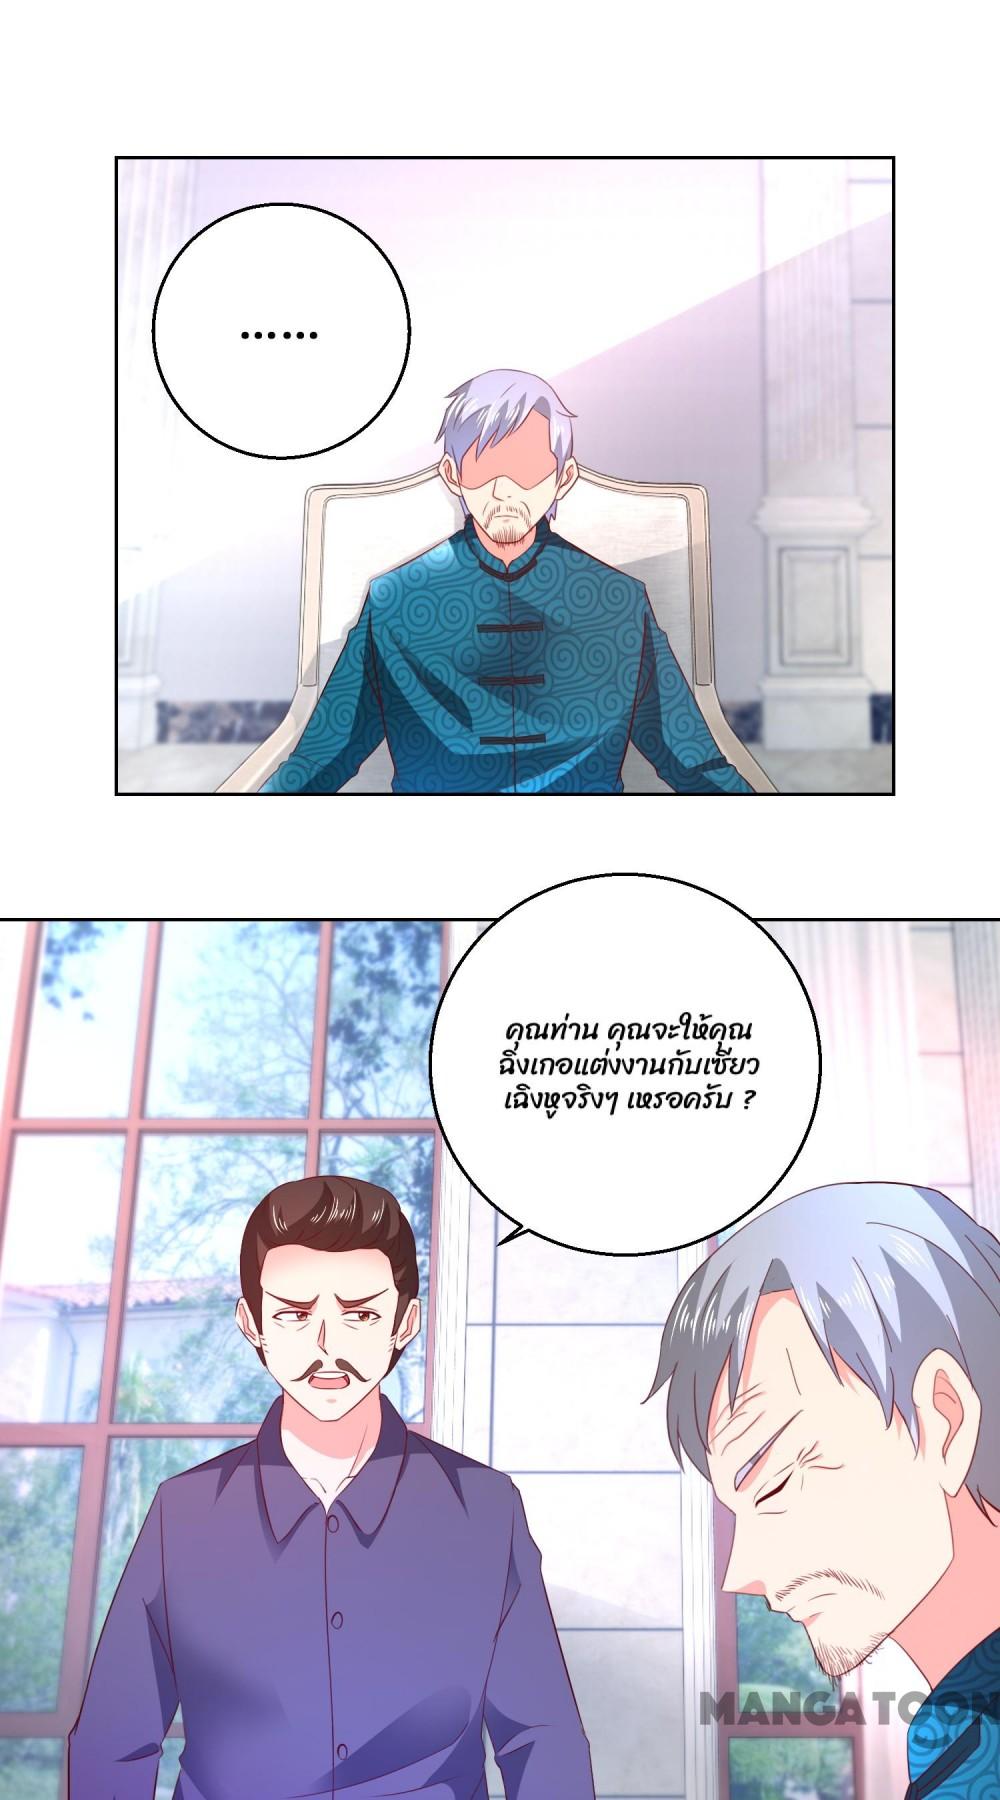 ......
คุณท่าน คุณจะให้คุณ
ฉิงเกอแต่งงานกับเซียว
เฉิงหูจริงๆ เหรอครับ ?
MANGATOON